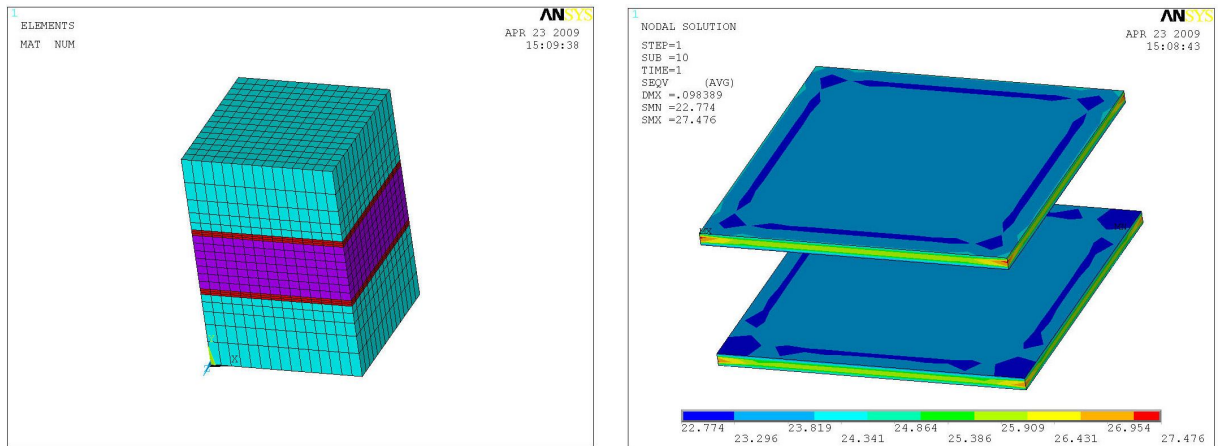 1
ANSYS
ELEMENTS
MAT NUM
APR 23 2009
15:09:38
X
1
ANSYS
NODAL SOLUTION
APR 23 2009
15:08:43
STEP=1
SUB =10
TIME=1
SEQV (AVG)
DMX =.098389
SMN =22.774
SMX =27.476
MX
22.774 23.819 24.864 25.909 26.954
23.296 24.341 25.386 26.431 27.476